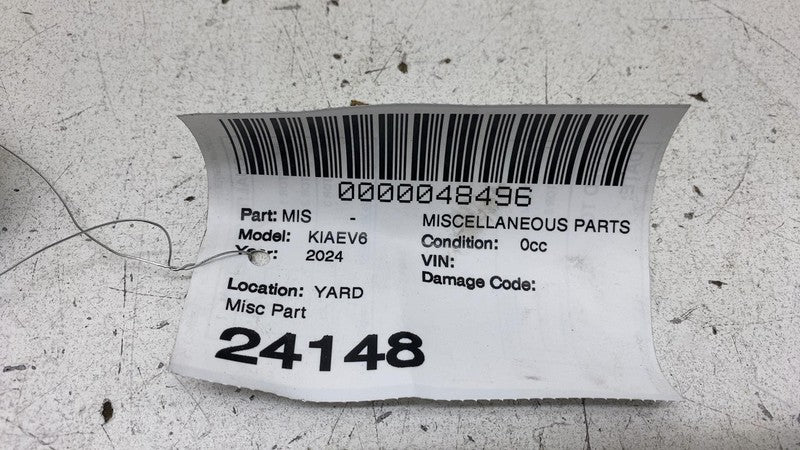 0000048496
Part: MIS - MISCELLANEOUS PARTS
Model: KIAEV6 Condition: 0cc
Year: 2024 VIN:
Damage Code:
Location: YARD
Misc Part
24148